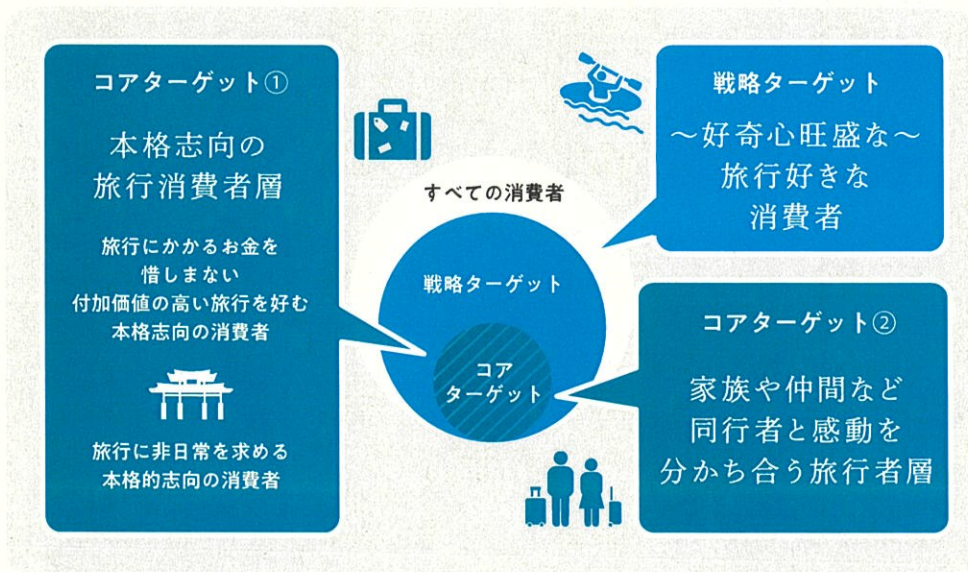 コアターゲット①
本格志向の
旅行消費者層
旅行にかかるお金を
惜しまない
付加価値の高い旅行を好む
本格志向の消費者
旅行に非日常を求める
本格的志向の消費者
すべての消費者
戦略ターゲット
コア
ターゲット
戦略ターゲット
～好奇心旺盛な～
旅行好きな
消費者
コアターゲット②
家族や仲間など
同行者と感動を
分かち合う旅行者層